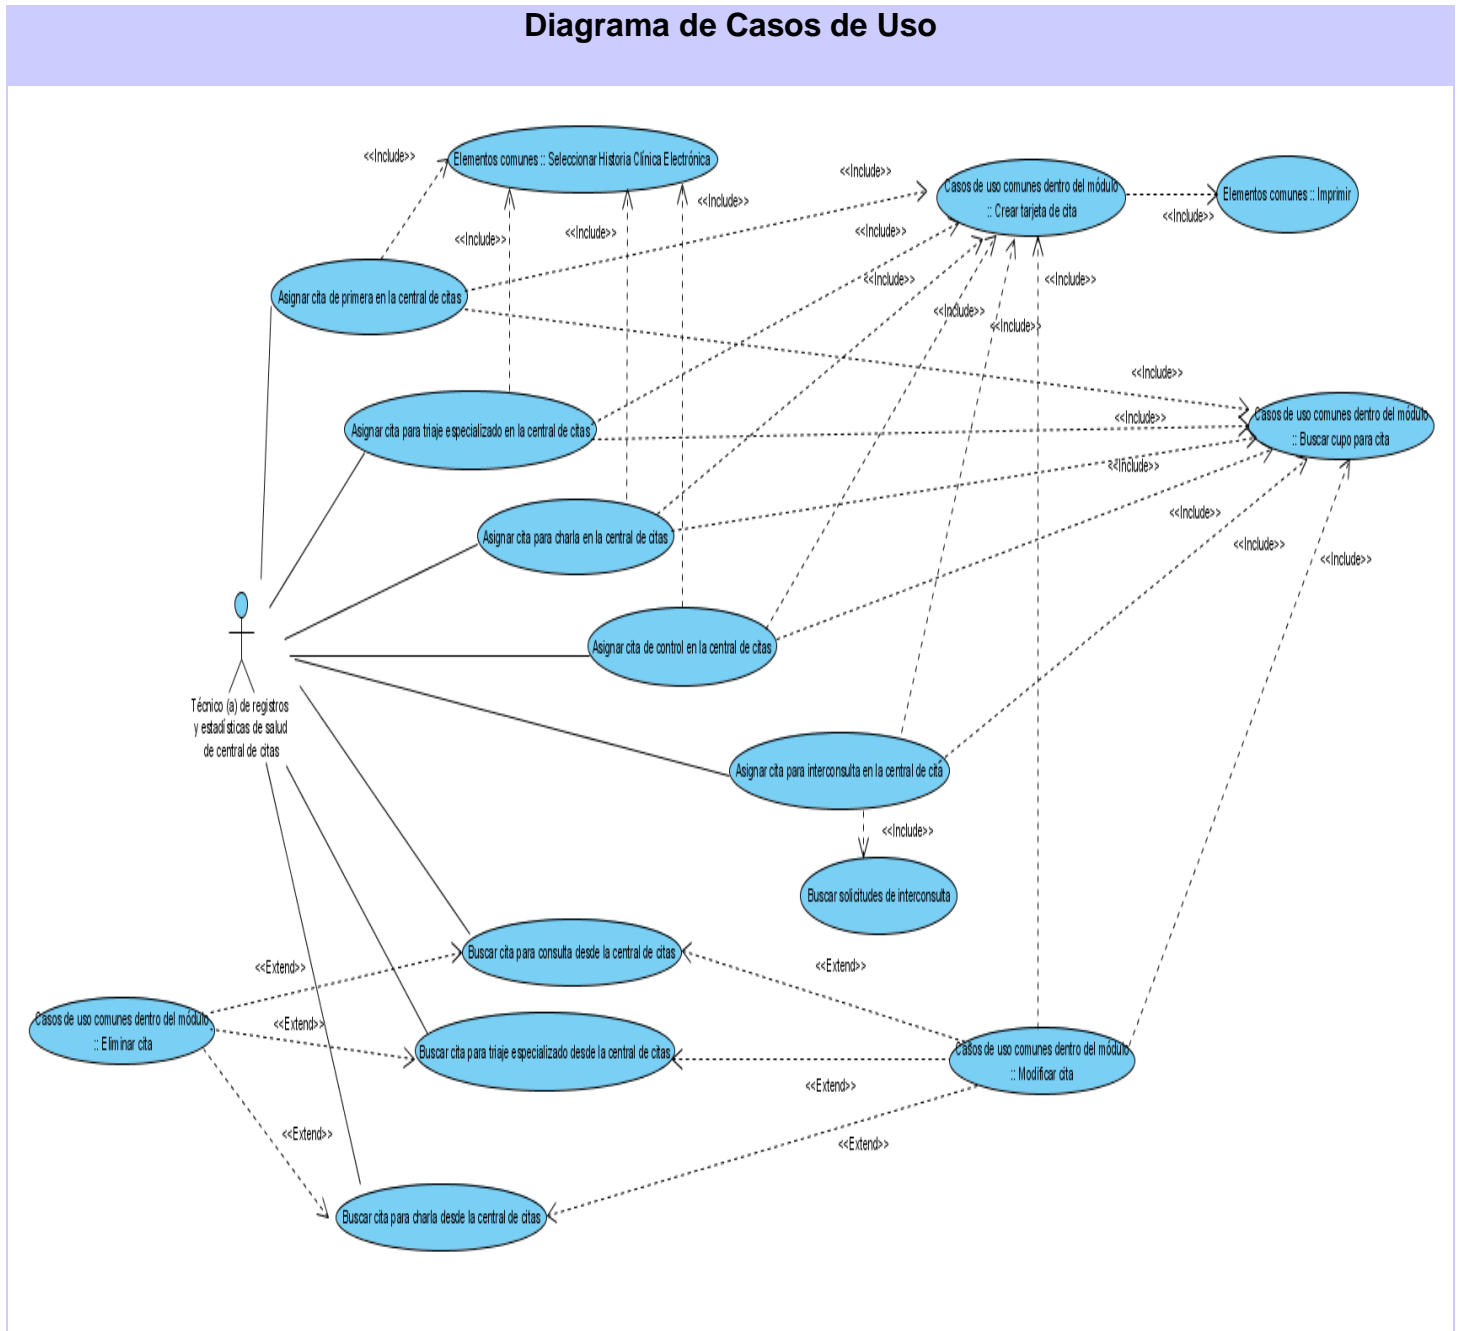 Diagrama de Casos de Uso
<<Include>>
Elementos comunes :: Seleccionar Historia Clínica Electrónica
<<Include>>
<<Include>>
<<Include>>
<<Include>>
Casos de uso comunes dentro del módulo
:: Crear tarjeta de cita
Elementos comunes :: Imprimir
<<Include>>
<<Include>>
<<Include>>
<<Include>>
<<Include>>
<<Include>>
Asignar cita de primera en la central de citas
<<Include>>
<<Include>>
Casos de uso comunes dentro del módulo
:: Buscar cupo para cita
Asignar cita para triaje especializado en la central de citas
<<Include>>
<<Include>>
<<Include>>
<<Include>>
Asignar cita para charla en la central de citas
Asignar cita de control en la central de citas
Técnico (a) de registros
y estadísticas de salud
de central de citas
Asignar cita para interconsulta en la central de cita
<<Include>>
Buscar solicitudes de interconsulta
Buscar cita para consulta desde la central de citas
<<Extend>>
<<Extend>>
Casos de uso comunes dentro del módulo
:: Eliminar cita
<<Extend>>
Buscar cita para triaje especializado desde la central de citas
Casos de uso comunes dentro del módulo
:: Modificar cita
<<Extend>>
<<Extend>>
<<Extend>>
Buscar cita para charla desde la central de citas